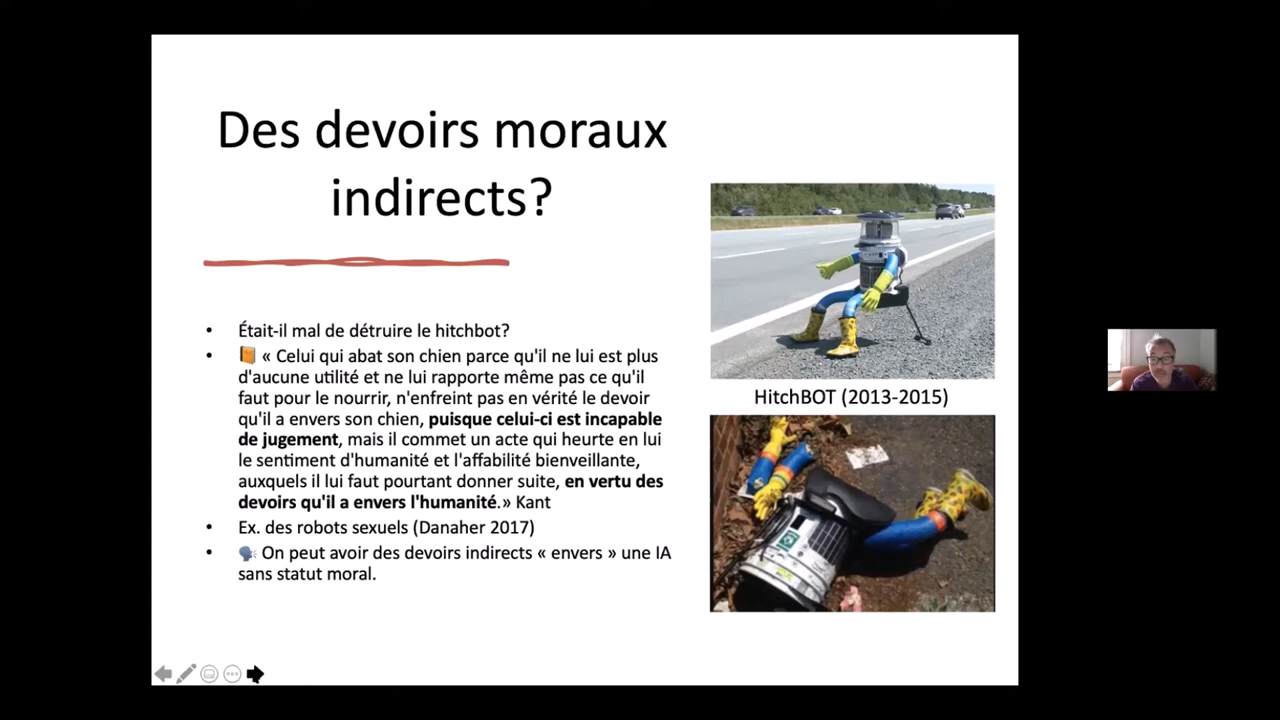 Des devoirs moraux
indirects?
• Était-il mal de détruire le hitchbot?
• 📙 « Celui qui abat son chien parce qu'il ne lui est plus
d'aucune utilité et ne lui rapporte même pas ce qu'il
faut pour le nourrir, n'enfreint pas en vérité le devoir
qu'il a envers son chien, puisque celui-ci est incapable
de jugement, mais il commet un acte qui heurte en lui
le sentiment d'humanité et l'affabilité bienveillante,
auxquels il lui faut pourtant donner suite, en vertu des
devoirs qu'il a envers l'humanité.» Kant
• Ex. des robots sexuels (Danaher 2017)
• 🗣️ On peut avoir des devoirs indirects « envers » une IA
sans statut moral.
HitchBOT (2013-2015)